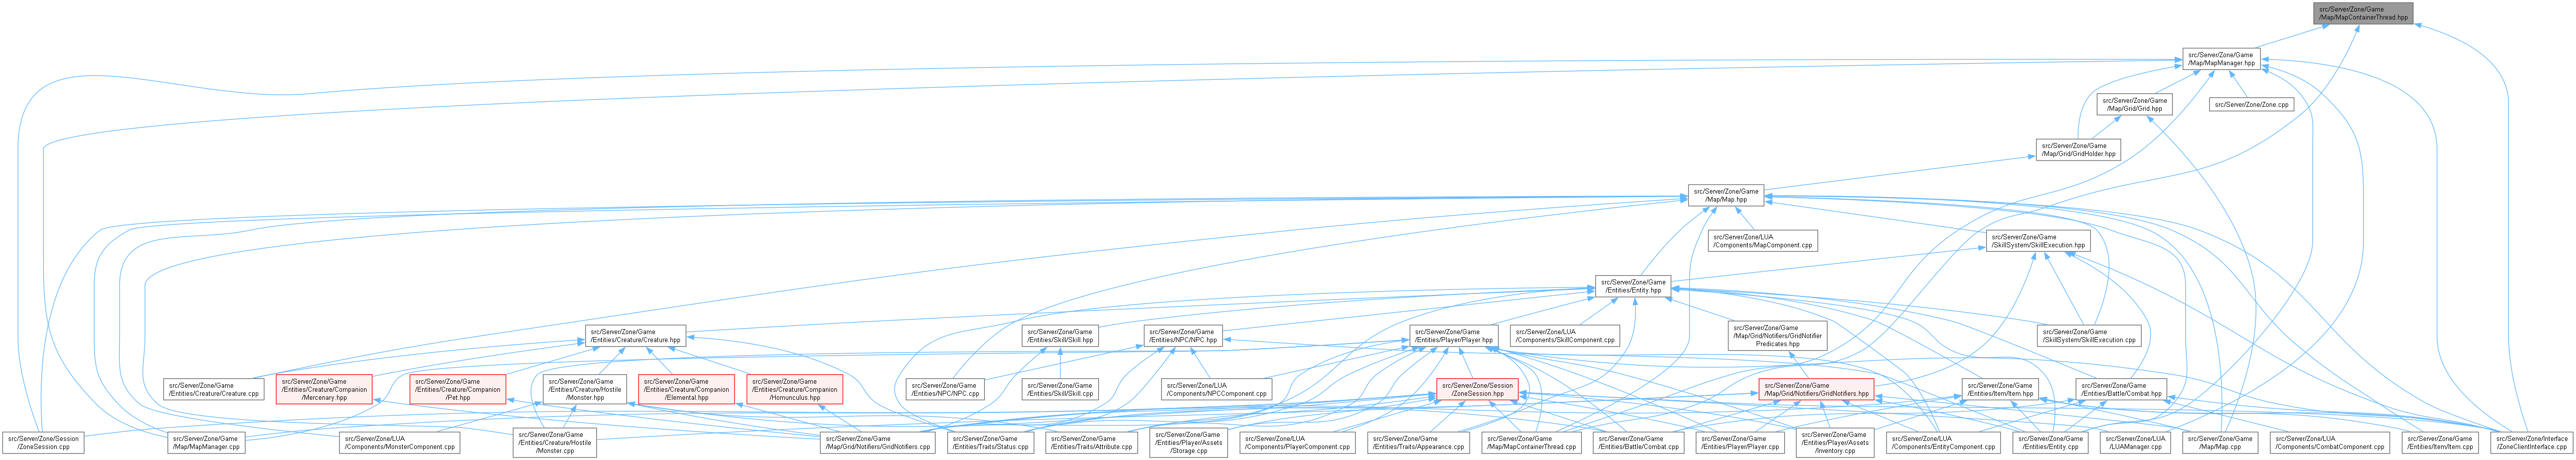 src/Server/Zone/Game
/Map/MapContainerThread.hpp
src/Server/Zone/Game
/Map/MapManager.hpp
src/Server/Zone/Game
/Map/Grid/Grid.hpp
src/Server/Zone/Zone.cpp
src/Server/Zone/Game
/Map/Grid/GridHolder.hpp
src/Server/Zone/Game
/Map/Map.hpp
src/Server/Zone/LUA
/Components/MapComponent.cpp
src/Server/Zone/Game
/SkillSystem/SkillExecution.hpp
src/Server/Zone/Game
/Entities/Entity.hpp
src/Server/Zone/Game
/Entities/Creature/Creature.hpp
src/Server/Zone/Game
/Entities/Skill/Skill.hpp
src/Server/Zone/Game
/Entities/NPC/NPC.hpp
src/Server/Zone/Game
/Entities/Player/Player.hpp
src/Server/Zone/LUA
/Components/SkillComponent.cpp
src/Server/Zone/Game
/Map/Grid/Notifiers/GridNotifier
Predicates.hpp
src/Server/Zone/Game
/SkillSystem/SkillExecution.cpp
src/Server/Zone/Game
/Entities/Creature/Creature.cpp
src/Server/Zone/Game
/Entities/Creature/Companion
/Mercenary.hpp
src/Server/Zone/Game
/Entities/Creature/Companion
/Pet.hpp
src/Server/Zone/Game
/Entities/Creature/Hostile
/Monster.hpp
src/Server/Zone/Game
/Entities/Creature/Companion
/Elemental.hpp
src/Server/Zone/Game
/Entities/Creature/Companion
/Homunculus.hpp
src/Server/Zone/Game
/Entities/NPC/NPC.cpp
src/Server/Zone/Game
/Entities/Skill/Skill.cpp
src/Server/Zone/LUA
/Components/NPCComponent.cpp
src/Server/Zone/Session
/ZoneSession.hpp
src/Server/Zone/Game
/Map/Grid/Notifiers/GridNotifiers.hpp
src/Server/Zone/Game
/Entities/Item/Item.hpp
src/Server/Zone/Game
/Entities/Battle/Combat.hpp
src/Server/Zone/Session
/ZoneSession.cpp
src/Server/Zone/Game
/Map/MapManager.cpp
src/Server/Zone/LUA
/Components/MonsterComponent.cpp
src/Server/Zone/Game
/Entities/Creature/Hostile
/Monster.cpp
src/Server/Zone/Game
/Map/Grid/Notifiers/GridNotifiers.cpp
src/Server/Zone/Game
/Entities/Traits/Status.cpp
src/Server/Zone/Game
/Entities/Traits/Attribute.cpp
src/Server/Zone/Game
/Entities/Player/Assets
/Storage.cpp
src/Server/Zone/LUA
/Components/PlayerComponent.cpp
src/Server/Zone/Game
/Entities/Traits/Appearance.cpp
src/Server/Zone/Game
/Map/MapContainerThread.cpp
src/Server/Zone/Game
/Entities/Battle/Combat.cpp
src/Server/Zone/Game
/Entities/Player/Player.cpp
src/Server/Zone/Game
/Entities/Player/Assets
/Inventory.cpp
src/Server/Zone/LUA
/Components/EntityComponent.cpp
src/Server/Zone/Game
/Entities/Entity.cpp
src/Server/Zone/LUA
/LUAManager.cpp
src/Server/Zone/Game
/Map/Map.cpp
src/Server/Zone/LUA
/Components/CombatComponent.cpp
src/Server/Zone/Game
/Entities/Item/Item.cpp
src/Server/Zone/Interface
/ZoneClientInterface.cpp